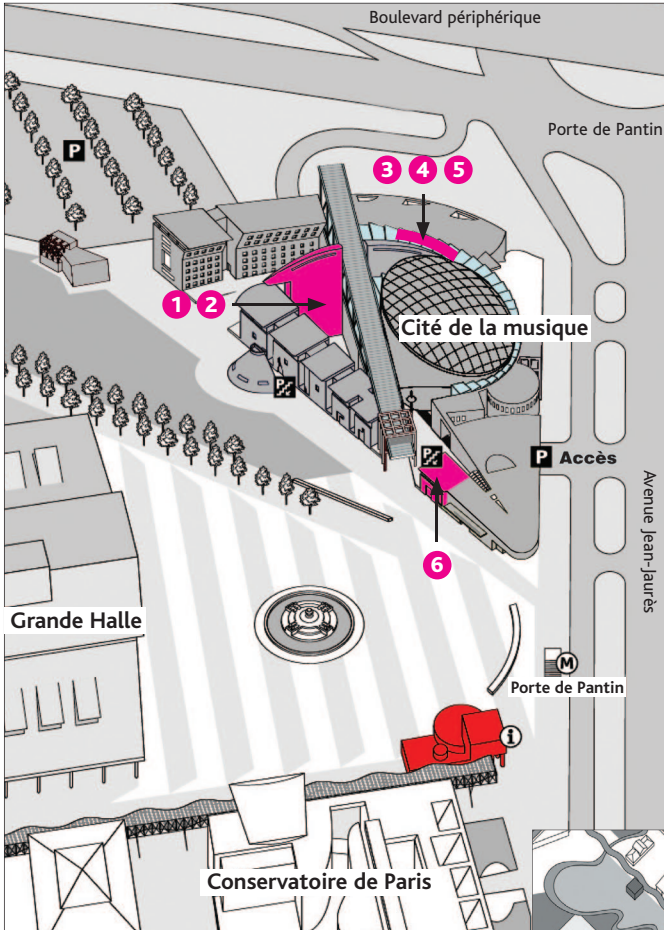 Boulevard périphérique
Porte de Pantin
P
3 4 5
1 2
Cité de la musique
P
P
P Accès
Avenue Jean-Jaurès
6
Grande Halle
M
Porte de Pantin
i
Conservatoire de Paris